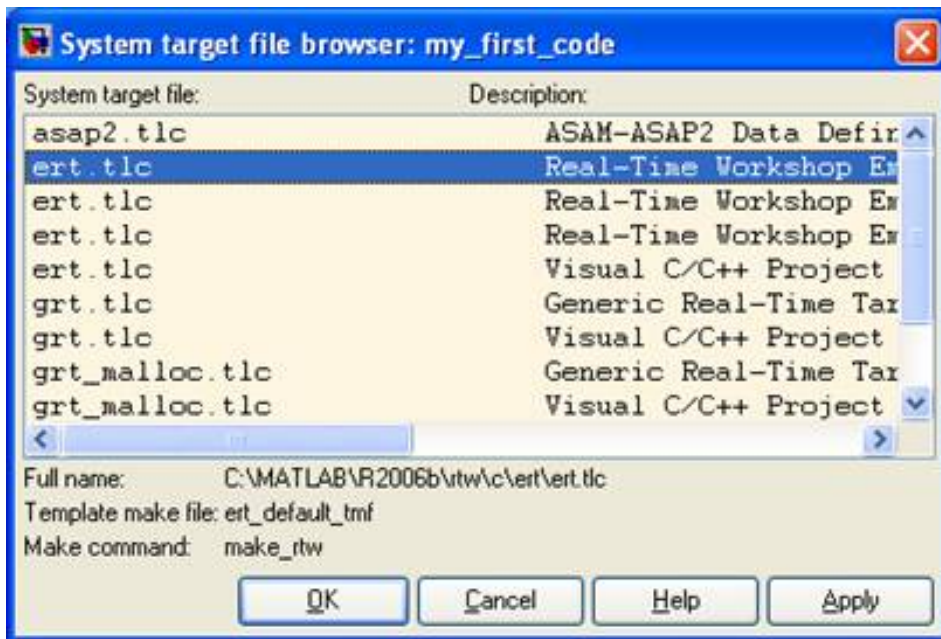 System target file browser: my_first_code
System target file: Description:
asap2.tlc ASAM-ASAP2 Data Defin
ert.tlc Real-Time Workshop Em
ert.tlc Real-Time Workshop Em
ert.tlc Real-Time Workshop Em
ert.tlc Visual C/C++ Project
grt.tlc Generic Real-Time Tar
grt.tlc Visual C/C++ Project
grt_malloc.tlc Generic Real-Time Tar
grt_malloc.tlc Visual C/C++ Project
Full name: C:\MATLAB\R2006b\rtw\c\ert\ert.tlc
Template make file: ert_default_tmf
Make command: make_rtw
OK Cancel Help Apply